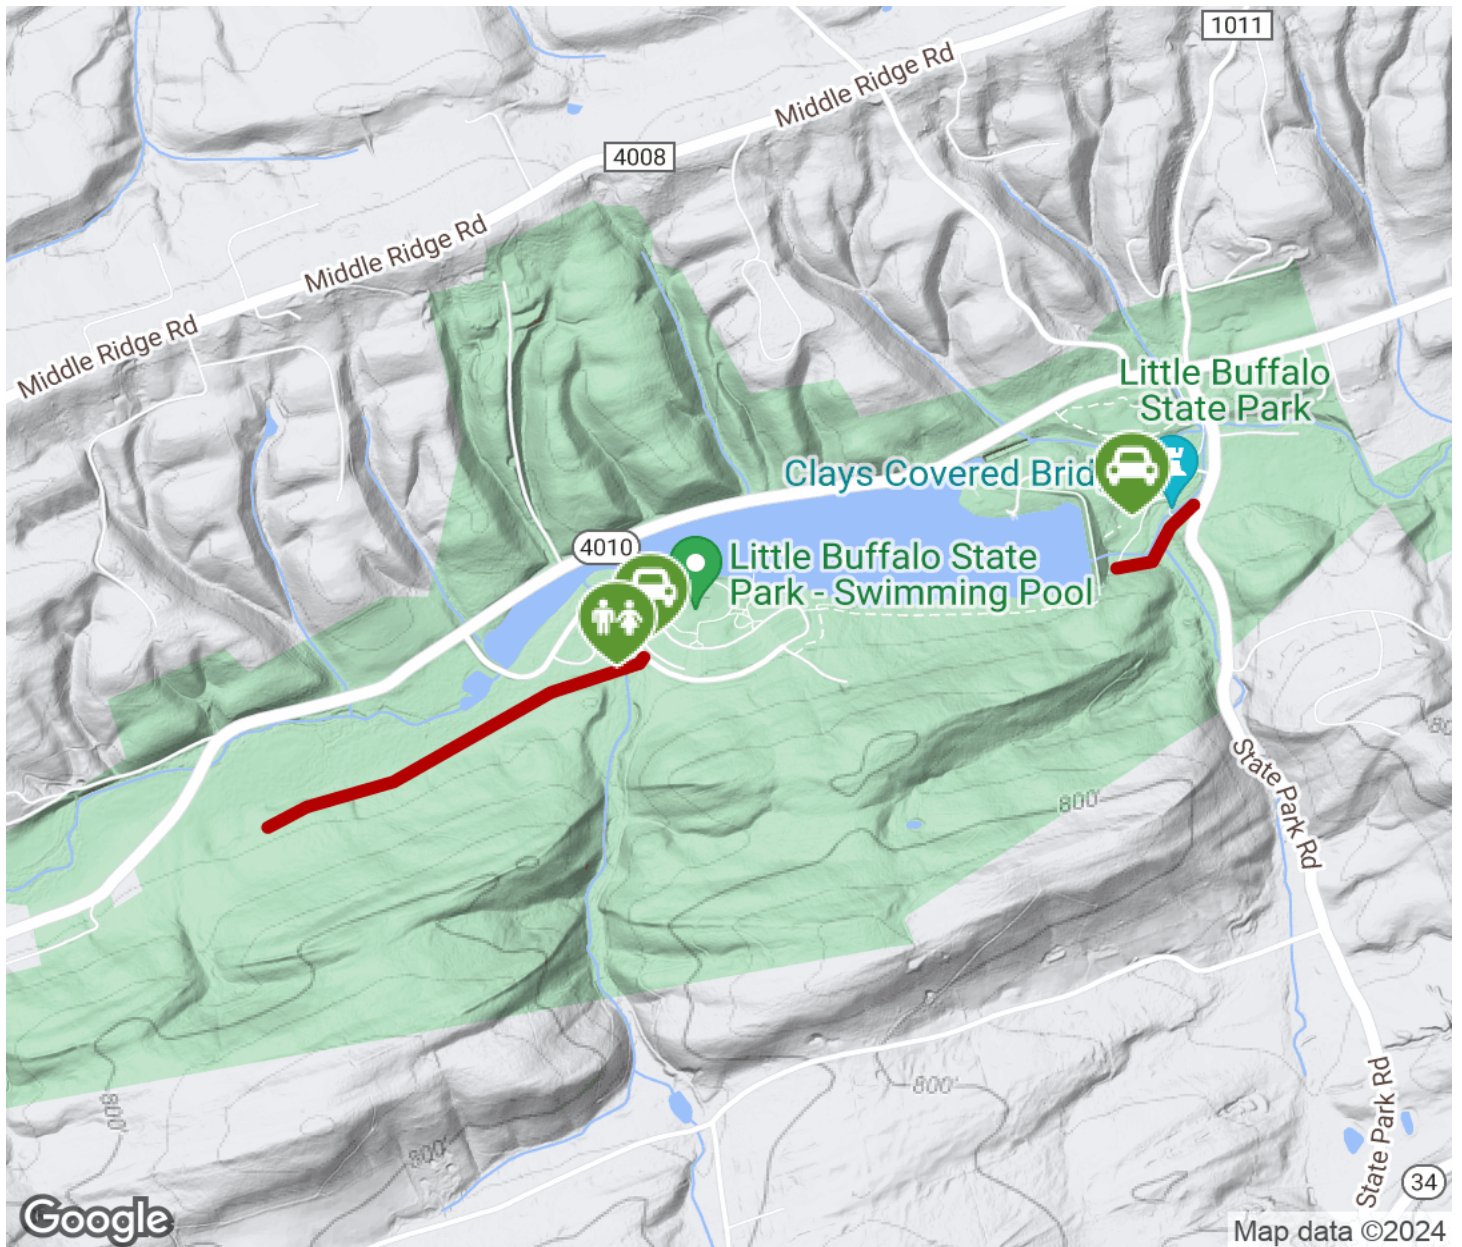 1011
Middle Ridge Rd
4008
Middle Ridge Rd
Middle Ridge Rd
Little Buffalo
State Park
Clays Covered Brid
4010
Little Buffalo State
Park - Swimming Pool
State Park Rd
800'
800'
800'
800'
State Park Rd
34
Google
Map data ©2024